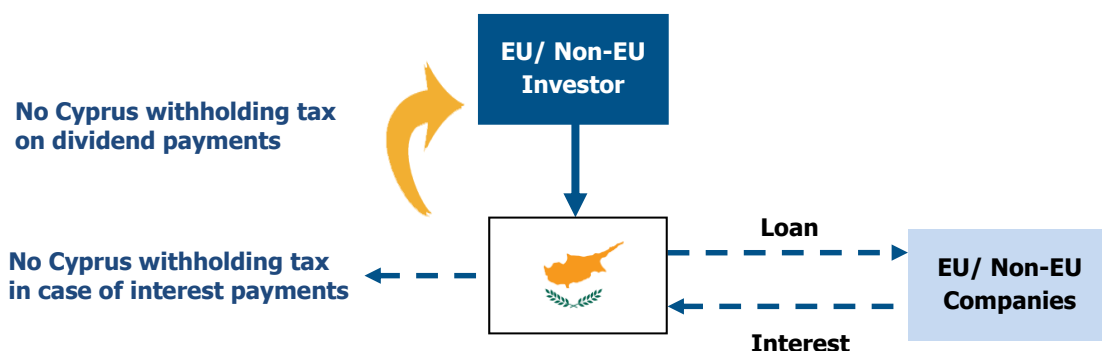 EU/ Non-EU
Investor
No Cyprus withholding tax
on dividend payments
Loan
No Cyprus withholding tax
in case of interest payments
EU/ Non-EU
Companies
Interest